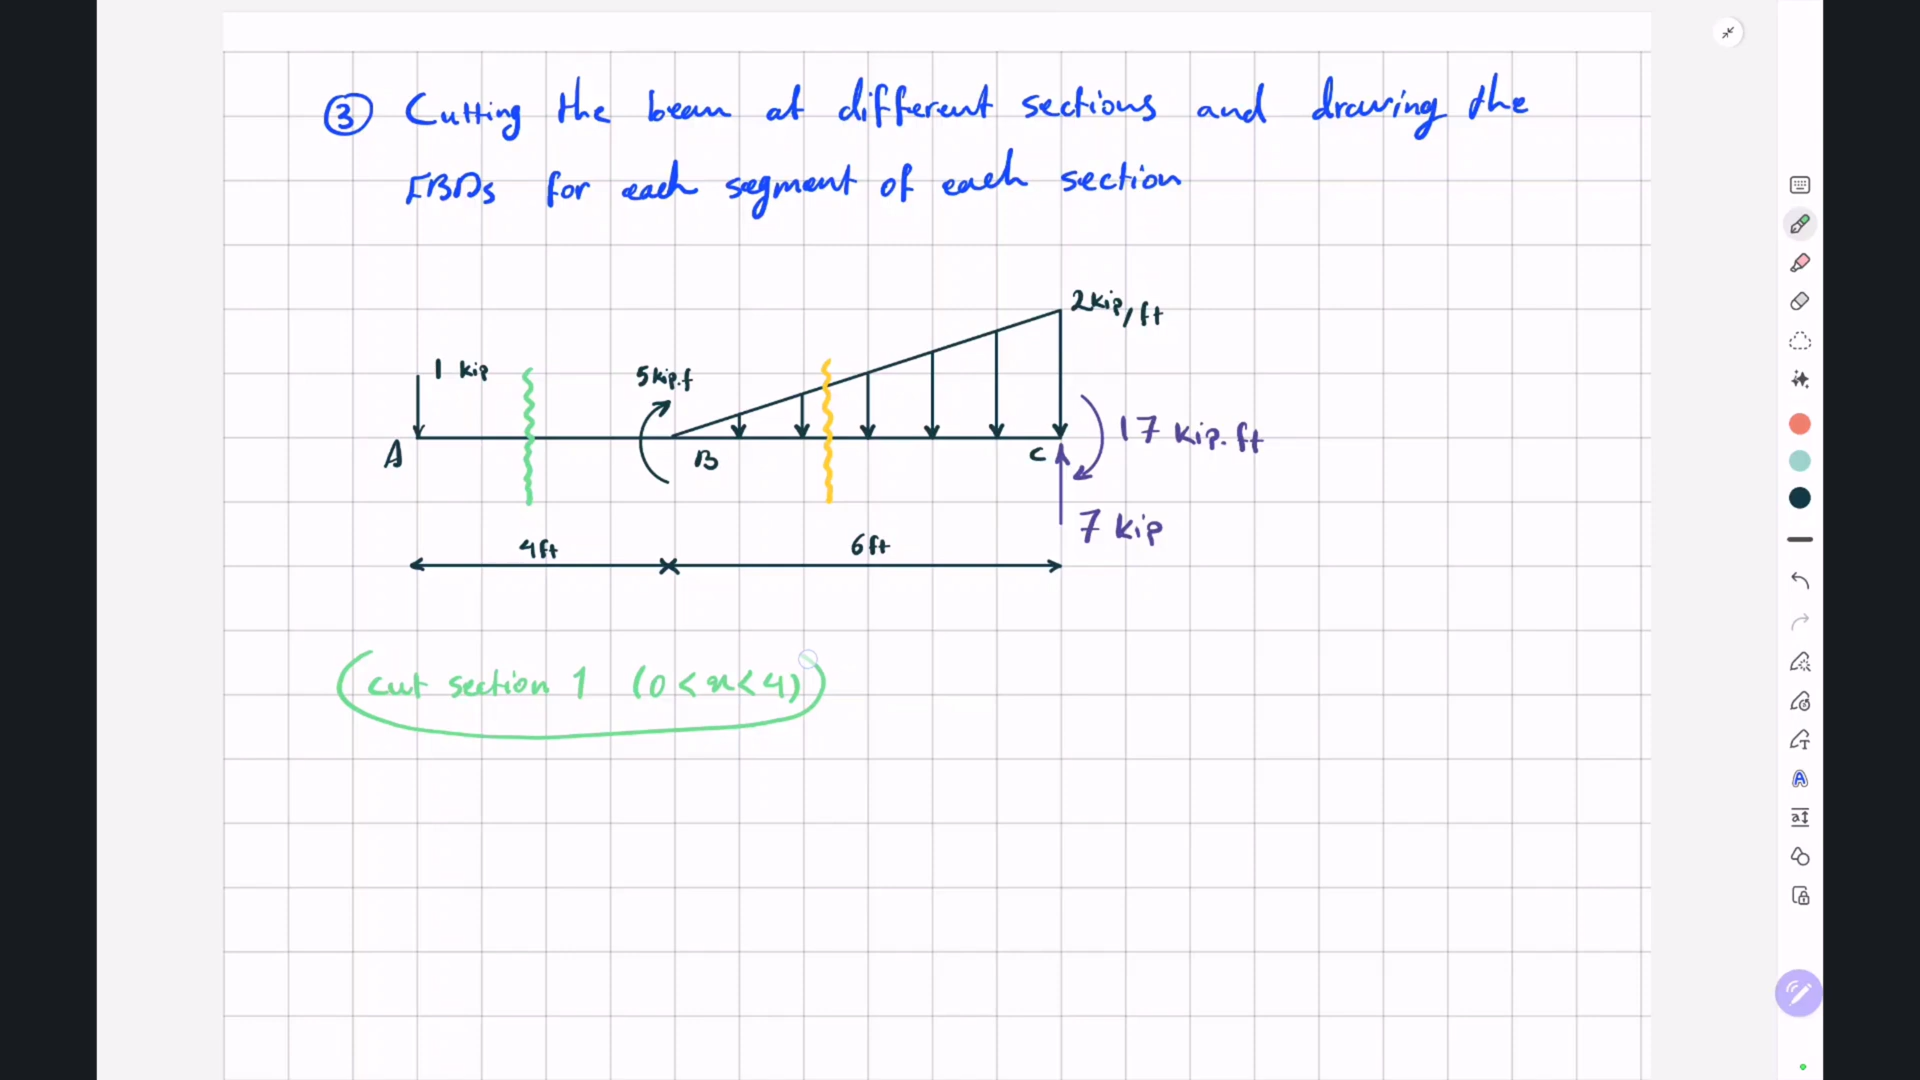 ③ Cutting the beam at different sections and drawing the
FBDs for each segment of each section
2kip/ft
1 kip
5kip.f
17 kip.ft
A
B
C
7 kip
4ft
6ft
cut section 1 (0<x<4)